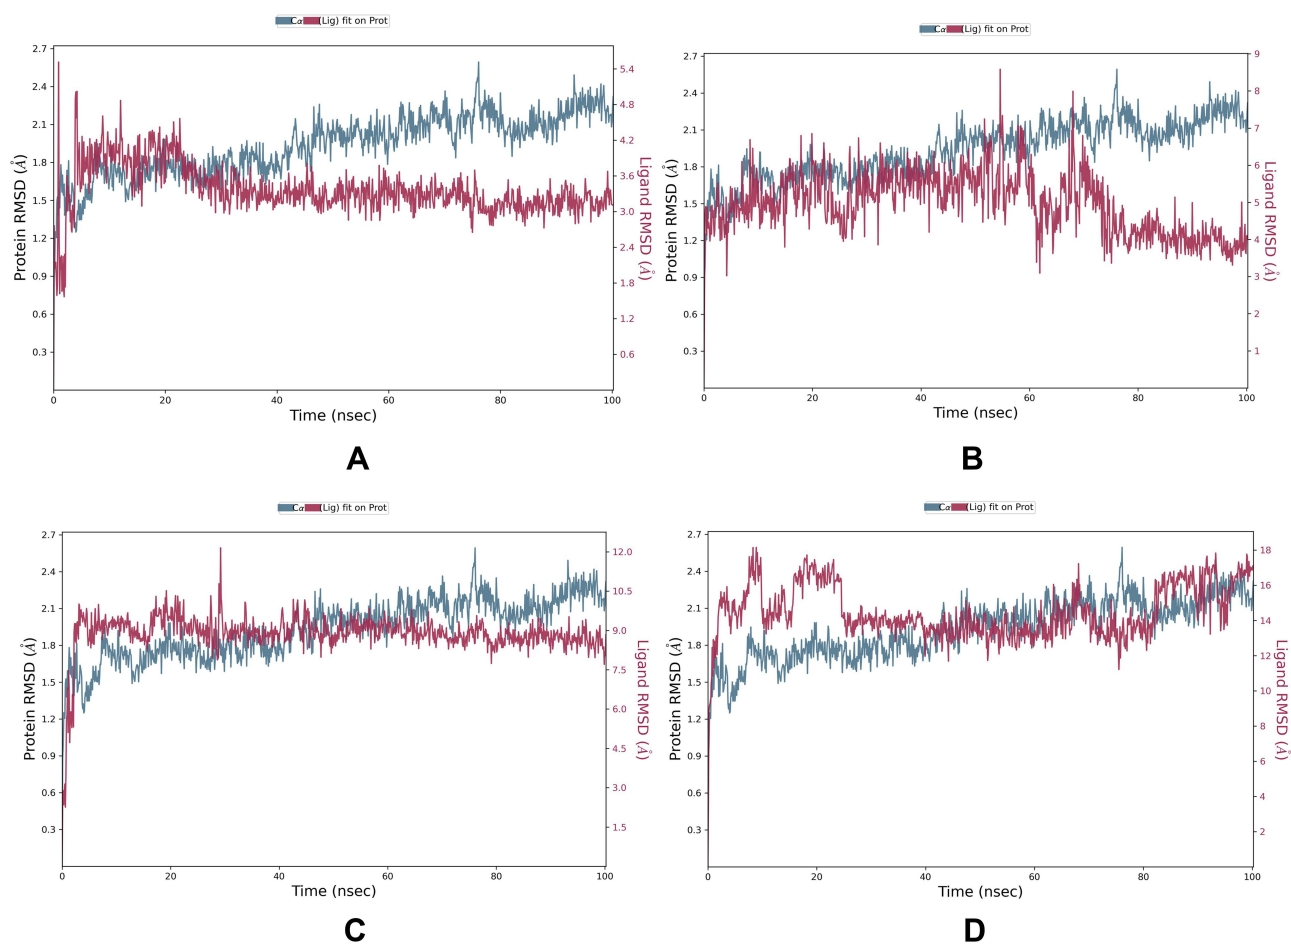 Cα (Lig) fit on Prot
2.7
2.4
2.1
1.8
1.5
1.2
0.9
0.6
0.3
Protein RMSD (Å)
5.4
4.8
4.2
3.6
3.0
2.4
1.8
1.2
0.6
Ligand RMSD (Å)
0 20 40 60 80 100
Time (nsec)
A
Cα (Lig) fit on Prot
2.7
2.4
2.1
1.8
1.5
1.2
0.9
0.6
0.3
Protein RMSD (Å)
9
8
7
6
5
4
3
2
1
Ligand RMSD (Å)
0 20 40 60 80 100
Time (nsec)
B
Cα (Lig) fit on Prot
2.7
2.4
2.1
1.8
1.5
1.2
0.9
0.6
0.3
Protein RMSD (Å)
12.0
10.5
9.0
7.5
6.0
4.5
3.0
1.5
Ligand RMSD (Å)
0 20 40 60 80 100
Time (nsec)
C
Cα (Lig) fit on Prot
2.7
2.4
2.1
1.8
1.5
1.2
0.9
0.6
0.3
Protein RMSD (Å)
18
16
14
12
10
8
6
4
2
Ligand RMSD (Å)
0 20 40 60 80 100
Time (nsec)
D